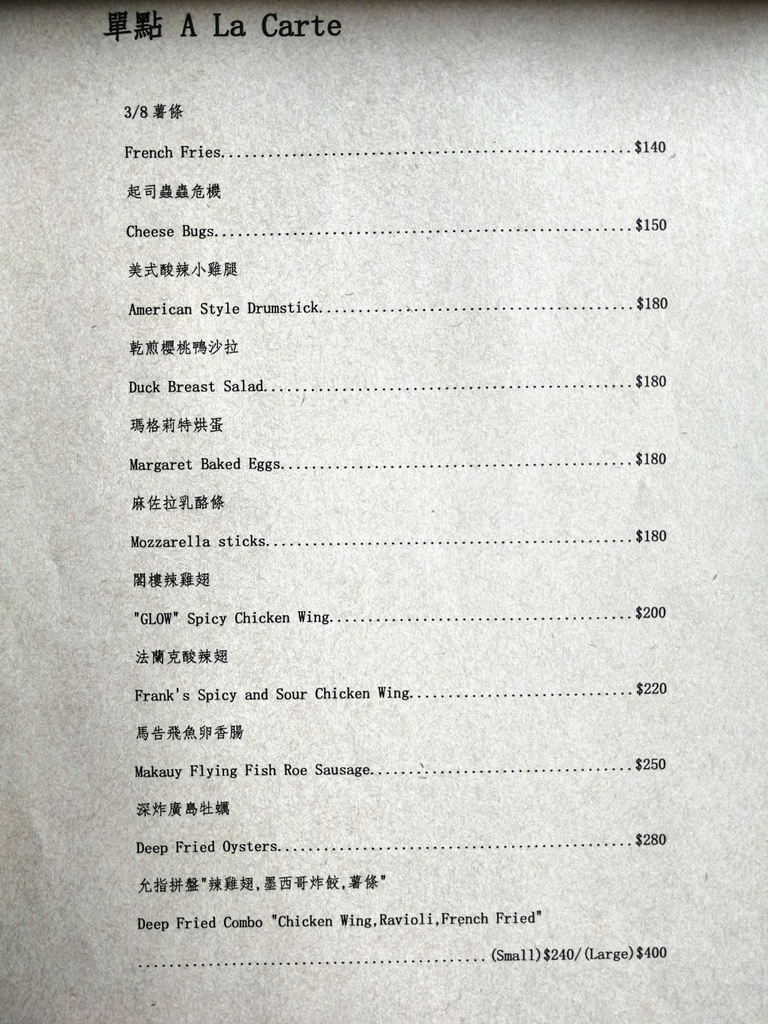 單點 A La Carte
3/8 薯條
French Fries....................................................$140
起司蟲蟲危機
Cheese Bugs.....................................................$150
美式酸辣小雞腿
American Style Drumstick........................................$180
乾煎櫻桃鴨沙拉
Duck Breast Salad...............................................$180
瑪格莉特烘蛋
Margaret Baked Eggs.............................................$180
麻佐拉乳酪條
Mozzarella sticks...............................................$180
閣樓辣雞翅
"GLOW" Spicy Chicken Wing.......................................$200
法蘭克酸辣翅
Frank's Spicy and Sour Chicken Wing.............................$220
馬告飛魚卵香腸
Makauy Flying Fish Roe Sausage..................................$250
深炸廣島牡蠣
Deep Fried Oysters..............................................$280
允指拼盤"辣雞翅,墨西哥炸餃,薯條"
Deep Fried Combo "Chicken Wing,Ravioli,French Fried"
............................................(Small)$240/(Large)$400